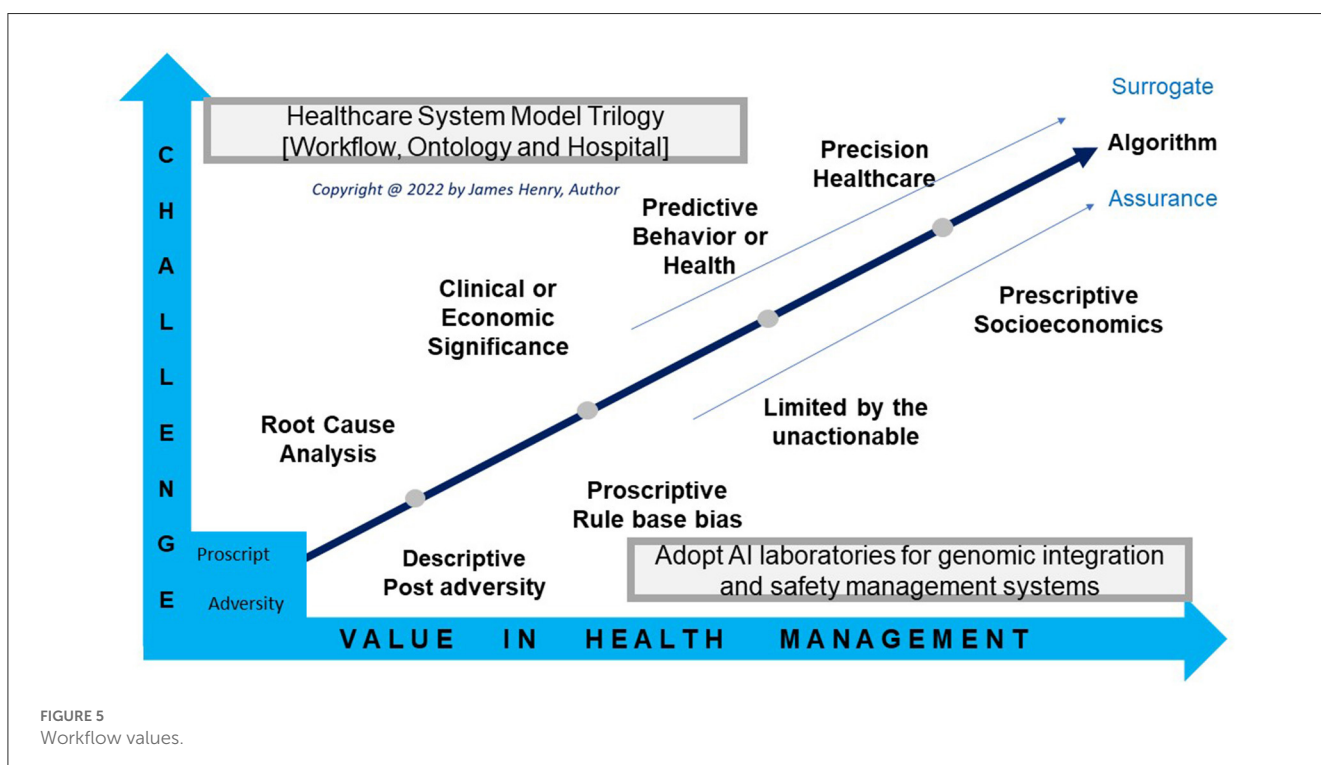 Surrogate
Healthcare System Model Trilogy
[Workflow, Ontology and Hospital]
Algorithm
Copyright @ 2022 by James Henry, Author
Precision
Healthcare
Assurance
Predictive
Behavior or
Health
Clinical or
Economic
Significance
Prescriptive
Socioeconomics
Root Cause
Analysis
Limited by the
unactionable
Proscriptive
Rule base bias
Descriptive
Post adversity
Adopt AI laboratories for genomic integration
and safety management systems
CHALLENGE
Proscript
Adversity
VALUE IN HEALTH MANAGEMENT
FIGURE 5
Workflow values.